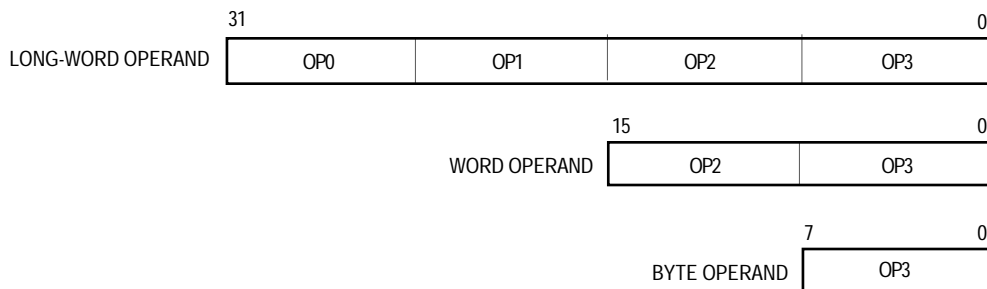 31 0
LONG-WORD OPERAND OP0 OP1 OP2 OP3
15 0
WORD OPERAND OP2 OP3
7 0
BYTE OPERAND OP3